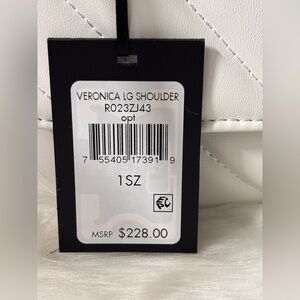 VERONICA LG SHOULDER
R023ZJ43
opt
7 55405 17391 9
1SZ
MSRP $228.00